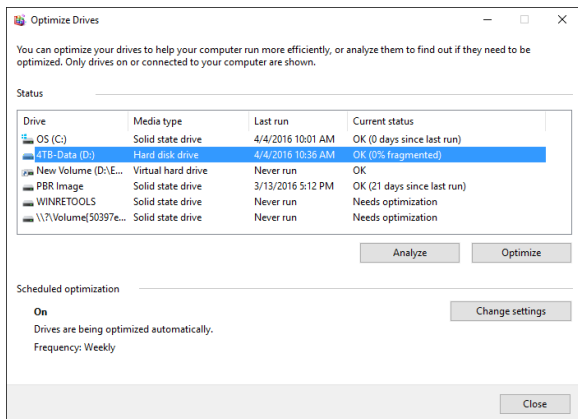 Optimize Drives
You can optimize your drives to help your computer run more efficiently, or analyze them to find out if they need to be
optimized. Only drives on or connected to your computer are shown.
Status
Drive Media type Last run Current status
OS (C:) Solid state drive 4/4/2016 10:01 AM OK (0 days since last run)
4TB-Data (D:) Hard disk drive 4/4/2016 10:36 AM OK (0% fragmented)
New Volume (D:\E... Virtual hard drive Never run OK
PBR Image Solid state drive 3/13/2016 5:12 PM OK (21 days since last run)
WINRETOOLS Solid state drive Never run Needs optimization
\\?\Volume{50397e... Solid state drive Never run Needs optimization
Analyze Optimize
Scheduled optimization
On Change settings
Drives are being optimized automatically.
Frequency: Weekly
Close